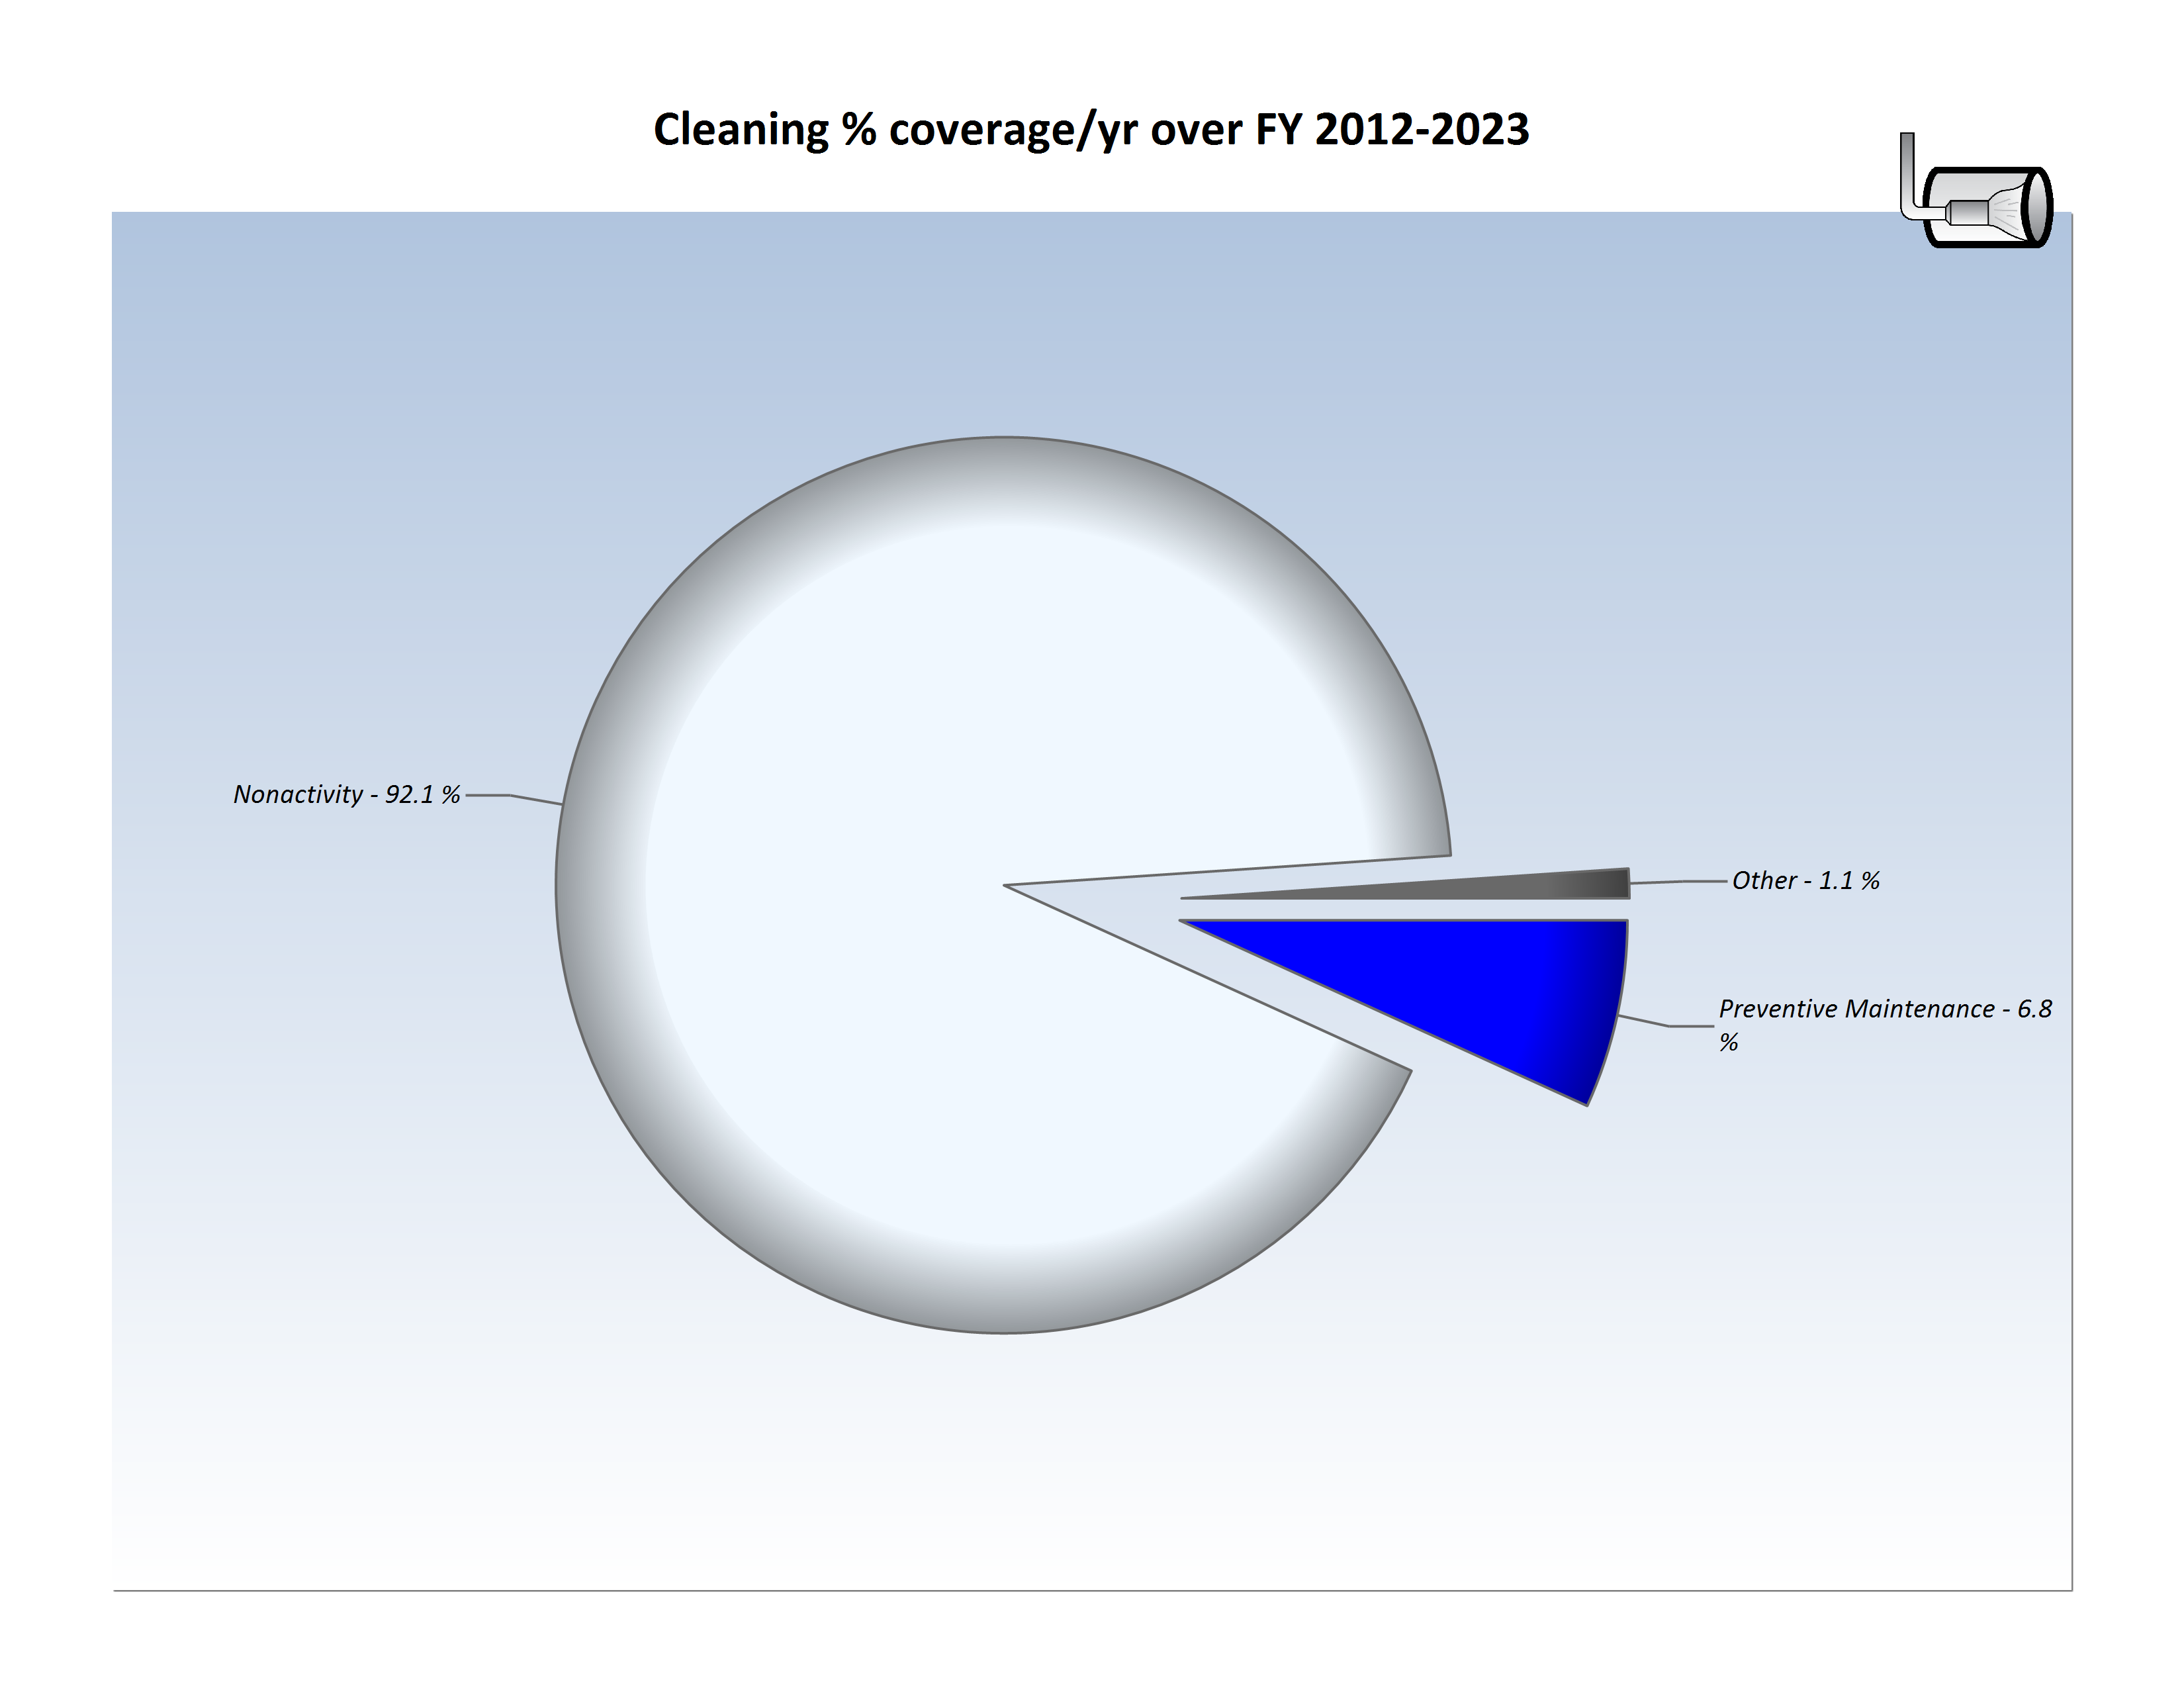 Cleaning % coverage/yr over FY 2012-2023
Nonactivity - 92.1 %
Other - 1.1 %
Preventive Maintenance - 6.8
%